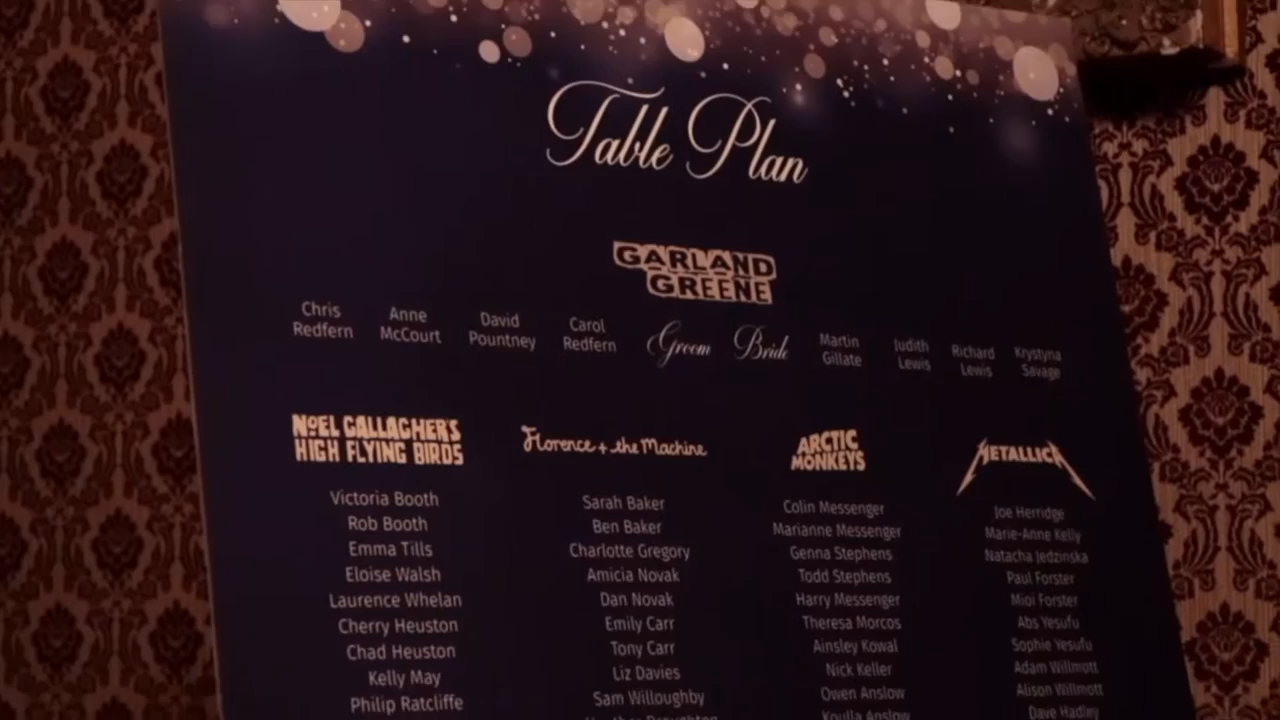 Table Plan
GARLAND
GREENE
Chris
Redfern
Anne
McCourt
David
Pountney
Carol
Redfern
Groom
Bride
Martin
Gillate
Judith
Lewis
Richard
Lewis
Krystyna
Savage
NOEL GALLAGHER'S
HIGH FLYING BIRDS
Victoria Booth
Rob Booth
Emma Tills
Eloise Walsh
Laurence Whelan
Cherry Heuston
Chad Heuston
Kelly May
Philip Ratcliffe
Florence + the Machine
Sarah Baker
Ben Baker
Charlotte Gregory
Amicia Novak
Dan Novak
Emily Carr
Tony Carr
Liz Davies
Sam Willoughby
ARCTIC
MONKEYS
Colin Messenger
Marianne Messenger
Genna Stephens
Todd Stephens
Harry Messenger
Theresa Morcos
Ainsley Kowal
Nick Keller
Owen Anslow
Koulla Anslow
METALLICA
Joe Herridge
Marie-Anne Kelly
Natacha Jedzinska
Paul Forster
Mioi Forster
Abs Yesufu
Sophie Yesufu
Adam Willmott
Alison Willmott
Dave Hadley